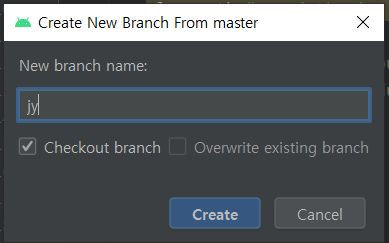 Create New Branch From master
New branch name:
jy
Checkout branch
Overwrite existing branch
Create
Cancel